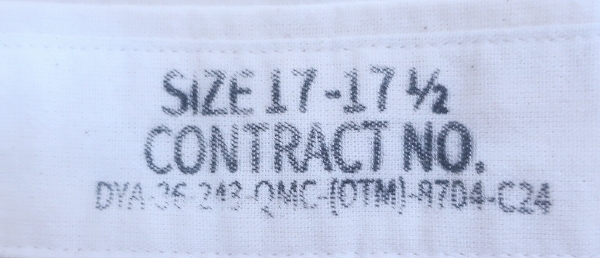 SIZE 17-17 ½
CONTRACT NO.
DYA-36-243-QMC-(OTM)-9704-C24